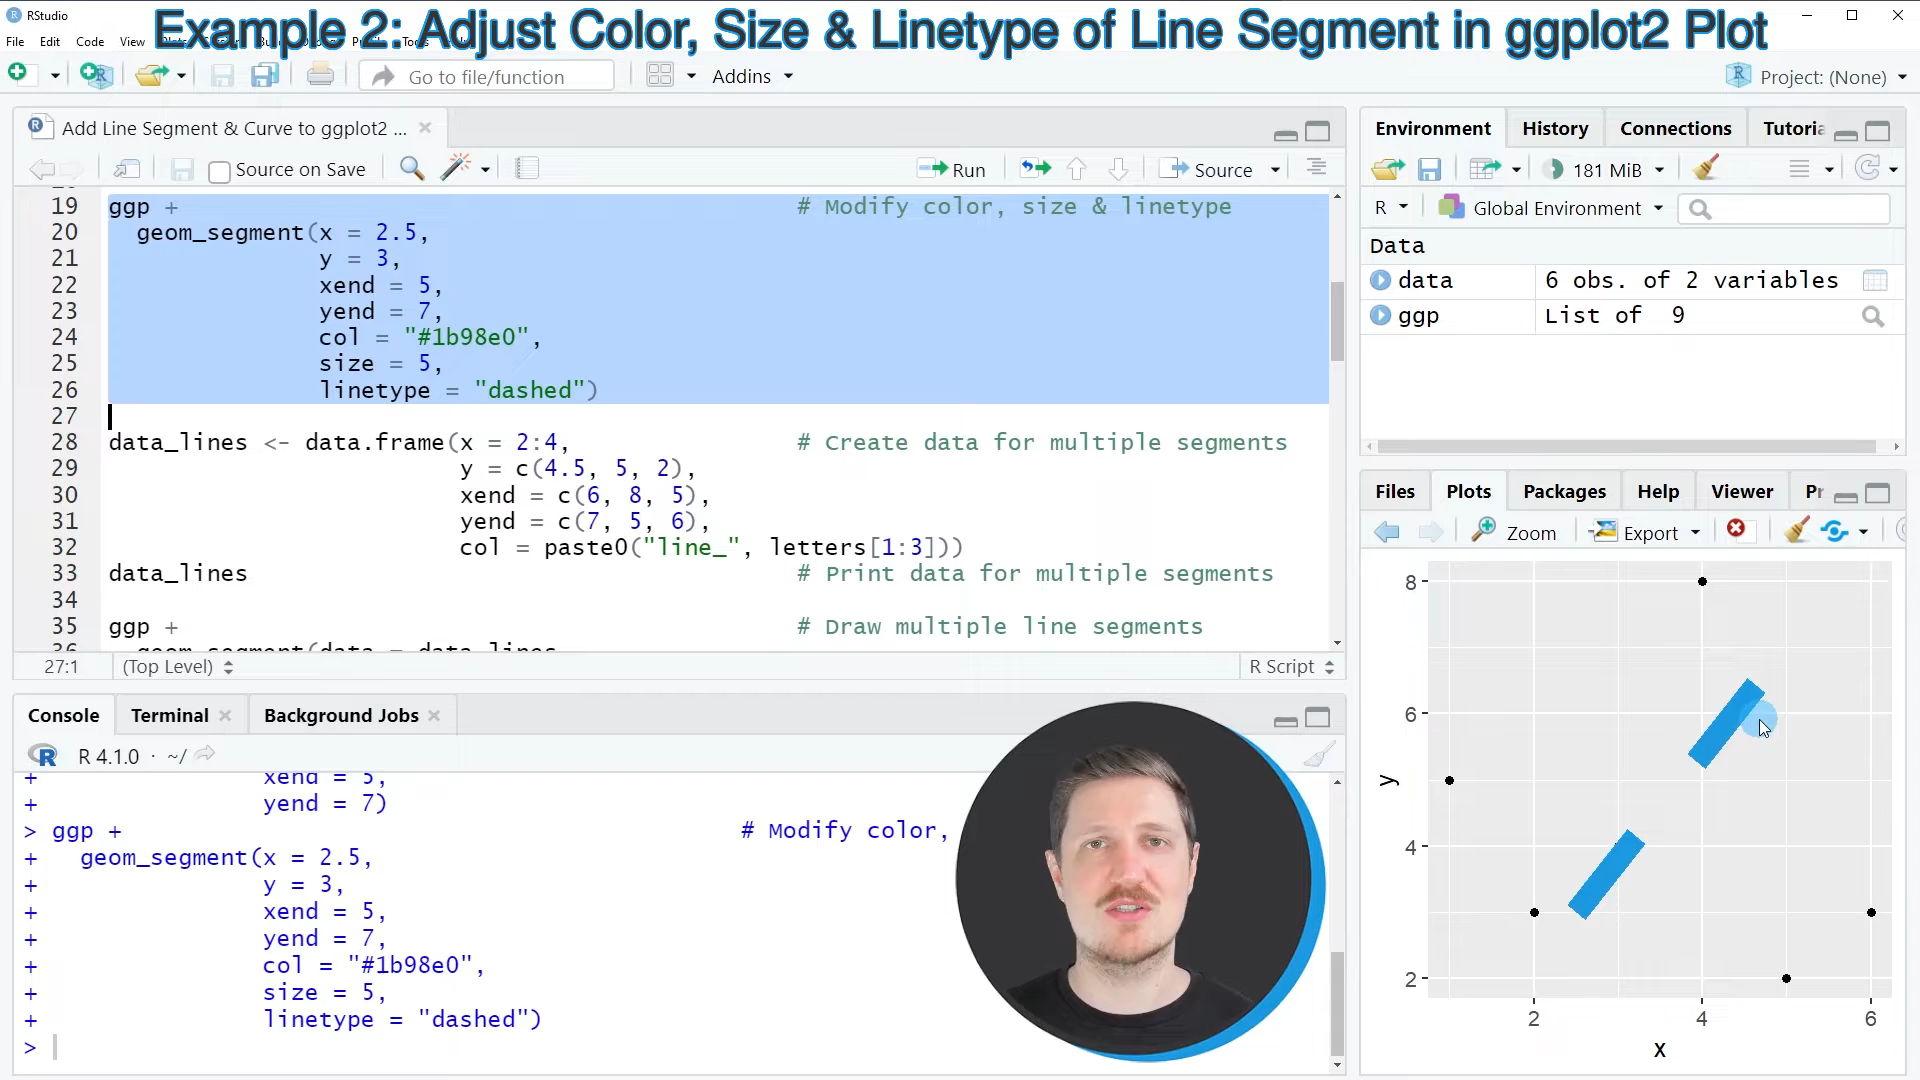 RStudio
Example 2: Adjust Color, Size & Linetype of Line Segment in ggplot2 Plot
File Edit Code View
Go to file/function
Addins
Project: (None)
Add Line Segment & Curve to ggplot2 ...
Source on Save
Run
Source
19 ggp + # Modify color, size & linetype
20 geom_segment(x = 2.5,
21 y = 3,
22 xend = 5,
23 yend = 7,
24 col = "#1b98e0",
25 size = 5,
26 linetype = "dashed")
27
28 data_lines <- data.frame(x = 2:4, # Create data for multiple segments
29 y = c(4.5, 5, 2),
30 xend = c(6, 8, 5),
31 yend = c(7, 5, 6),
32 col = paste0("line_", letters[1:3]))
33 data_lines # Print data for multiple segments
34
35 ggp + # Draw multiple line segments
36 geom_segment(data = data_lines
27:1 (Top Level) R Script
Console Terminal Background Jobs
R 4.1.0 · ~/
+ xend = 5,
+ yend = 7)
> ggp + # Modify color,
+ geom_segment(x = 2.5,
+ y = 3,
+ xend = 5,
+ yend = 7,
+ col = "#1b98e0",
+ size = 5,
+ linetype = "dashed")
>
Environment History Connections Tutoria
181 MiB
R Global Environment
Data
data 6 obs. of 2 variables
ggp List of 9
Files Plots Packages Help Viewer Pr
Zoom Export
8
6
y
4
2
2 4 6
x